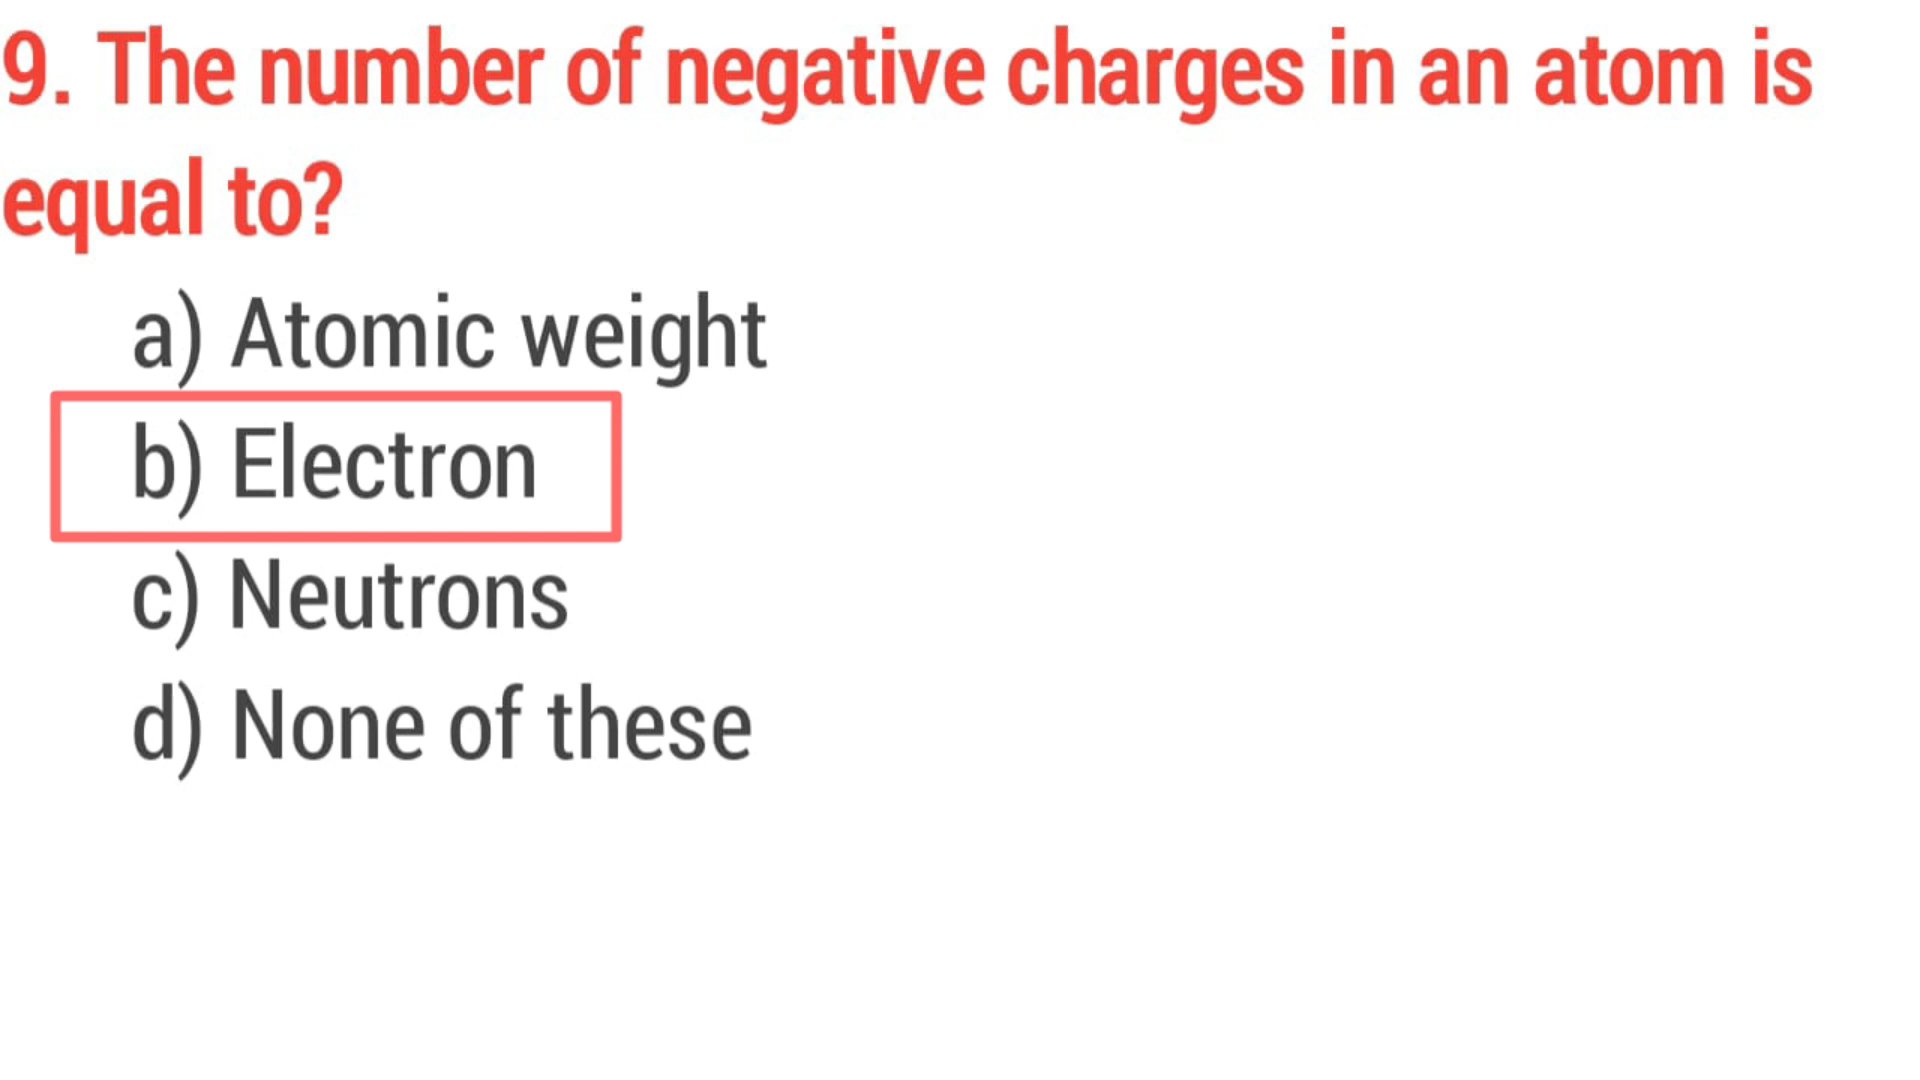 9. The number of negative charges in an atom is
equal to?
a) Atomic weight
b) Electron
c) Neutrons
d) None of these